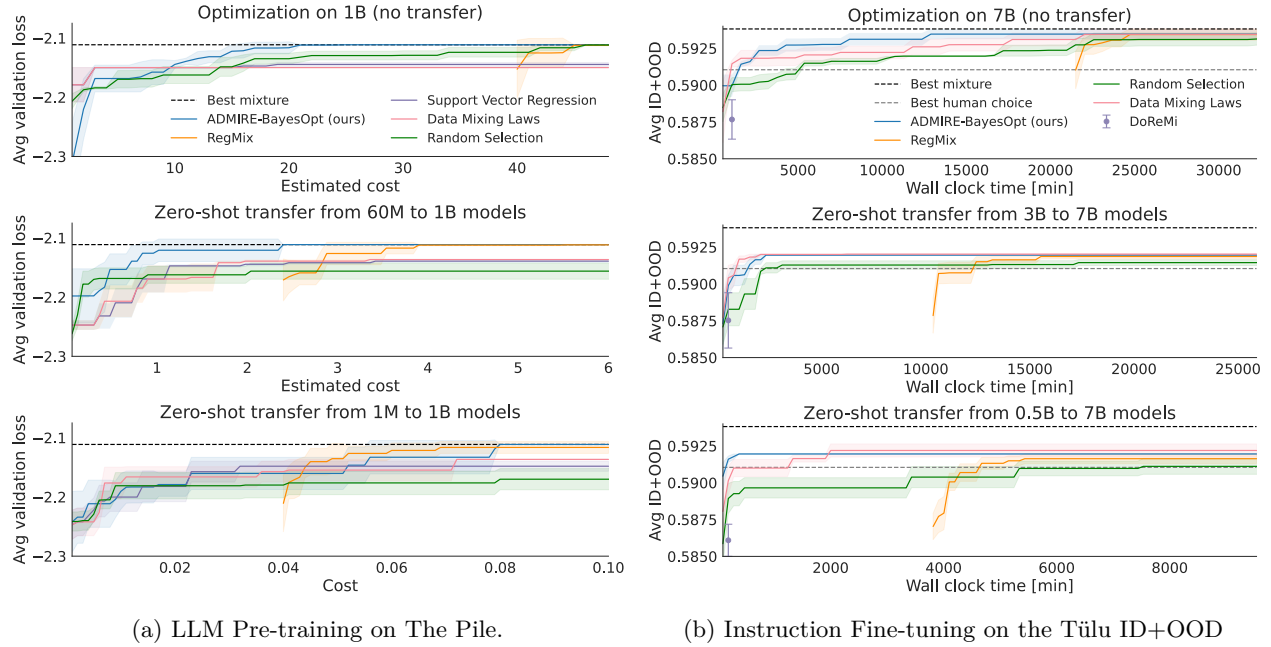 Optimization on 1B (no transfer)
Avg validation loss
−2.1
−2.2
−2.3
Best mixture
ADMIRE-BayesOpt (ours)
RegMix
Support Vector Regression
Data Mixing Laws
Random Selection
10 20 30 40
Estimated cost
Zero-shot transfer from 60M to 1B models
Avg validation loss
−2.1
−2.2
−2.3
1 2 3 4 5 6
Estimated cost
Zero-shot transfer from 1M to 1B models
Avg validation loss
−2.1
−2.2
−2.3
0.02 0.04 0.06 0.08 0.10
Cost
(a) LLM Pre-training on The Pile.
Optimization on 7B (no transfer)
Avg ID+OOD
0.5925
0.5900
0.5875
0.5850
Best mixture
Best human choice
ADMIRE-BayesOpt (ours)
RegMix
Random Selection
Data Mixing Laws
DoReMi
5000 10000 15000 20000 25000 30000
Wall clock time [min]
Zero-shot transfer from 3B to 7B models
Avg ID+OOD
0.5925
0.5900
0.5875
0.5850
5000 10000 15000 20000 25000
Wall clock time [min]
Zero-shot transfer from 0.5B to 7B models
Avg ID+OOD
0.5925
0.5900
0.5875
0.5850
2000 4000 6000 8000
Wall clock time [min]
(b) Instruction Fine-tuning on the Tülu ID+OOD